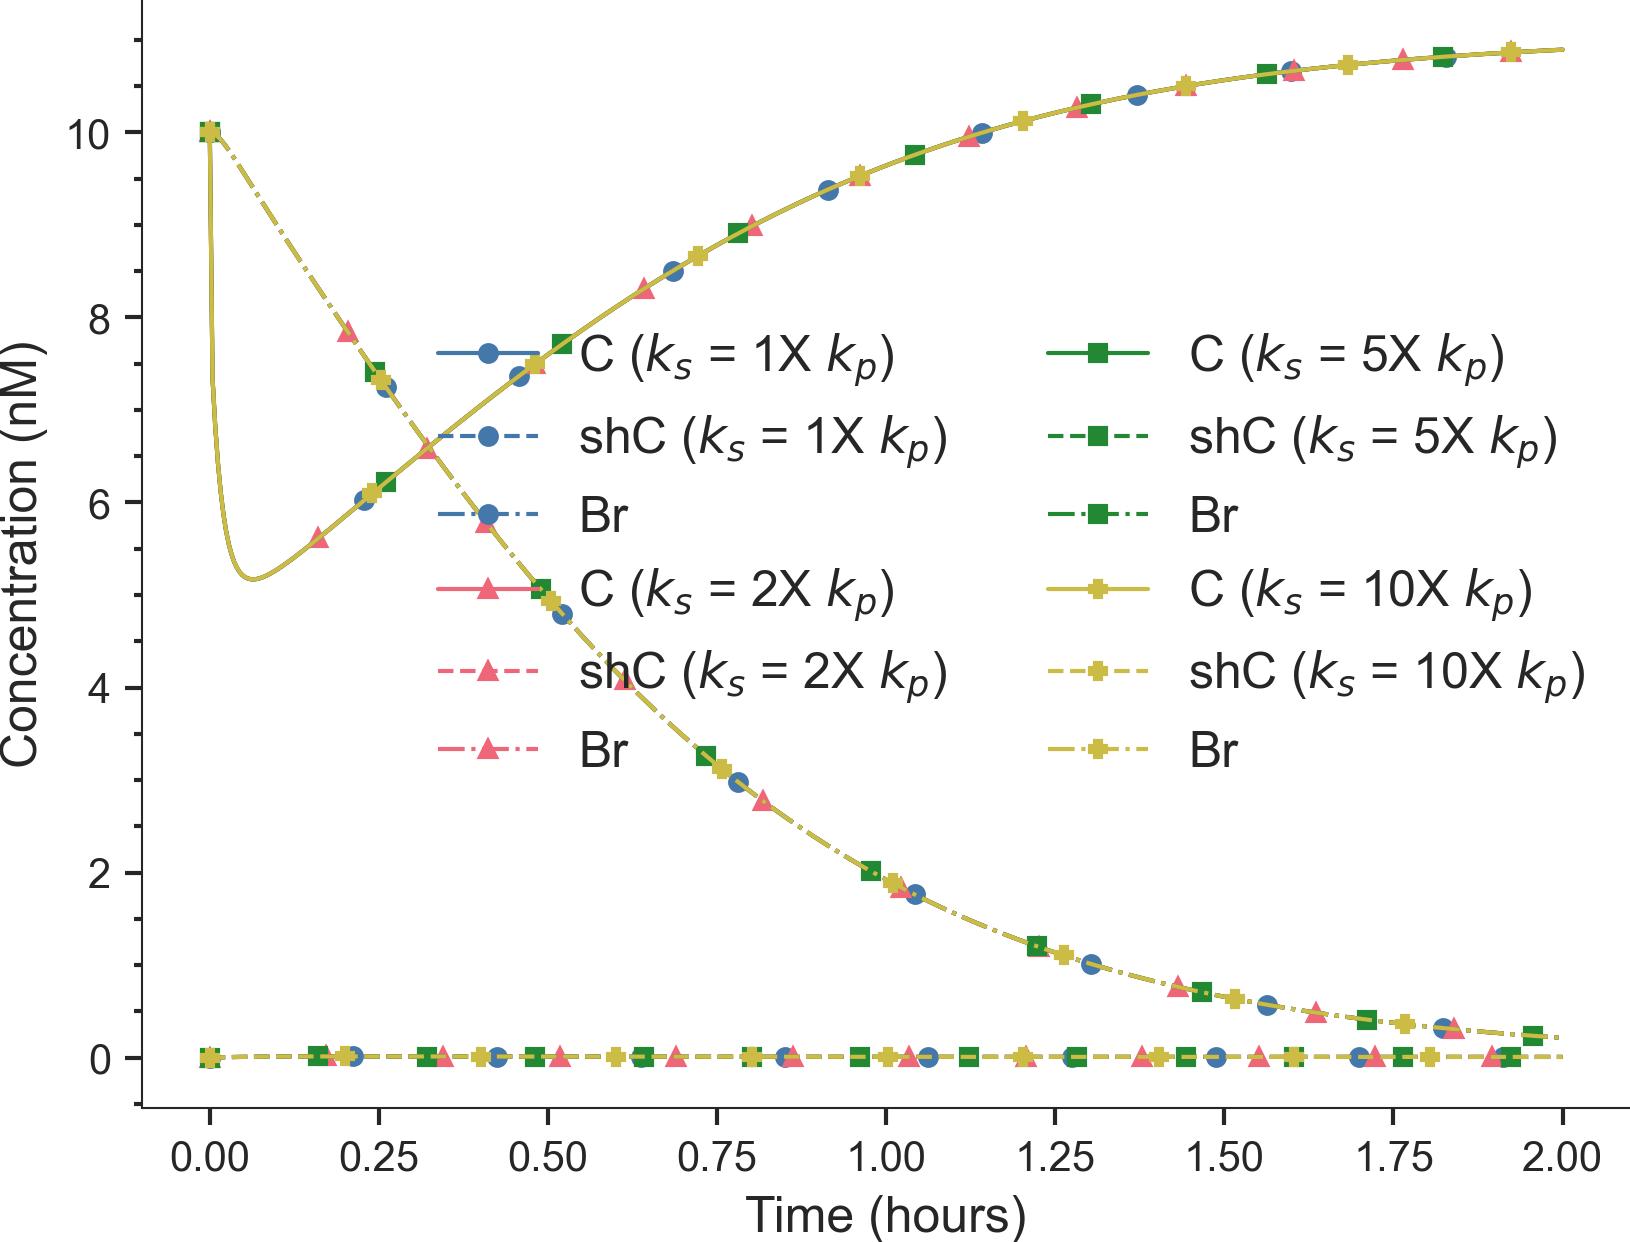 Concentration (nM)
10
8
6
4
2
0
C (kₛ = 1X kₚ)
shC (kₛ = 1X kₚ)
Br
C (kₛ = 2X kₚ)
shC (kₛ = 2X kₚ)
Br
C (kₛ = 5X kₚ)
shC (kₛ = 5X kₚ)
Br
C (kₛ = 10X kₚ)
shC (kₛ = 10X kₚ)
Br
0.00 0.25 0.50 0.75 1.00 1.25 1.50 1.75 2.00
Time (hours)